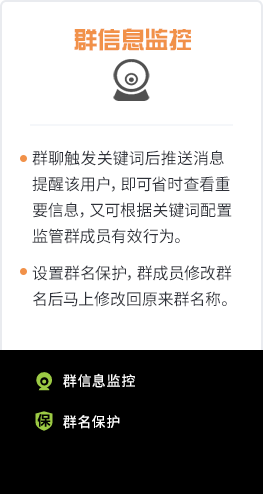 群信息监控
群聊触发关键词后推送消息
提醒该用户，即可省时查看重
要信息，又可根据关键词配置
监管群成员有效行为。
设置群名保护，群成员修改群
名后马上修改回原来群名称。
群信息监控
保 群名保护